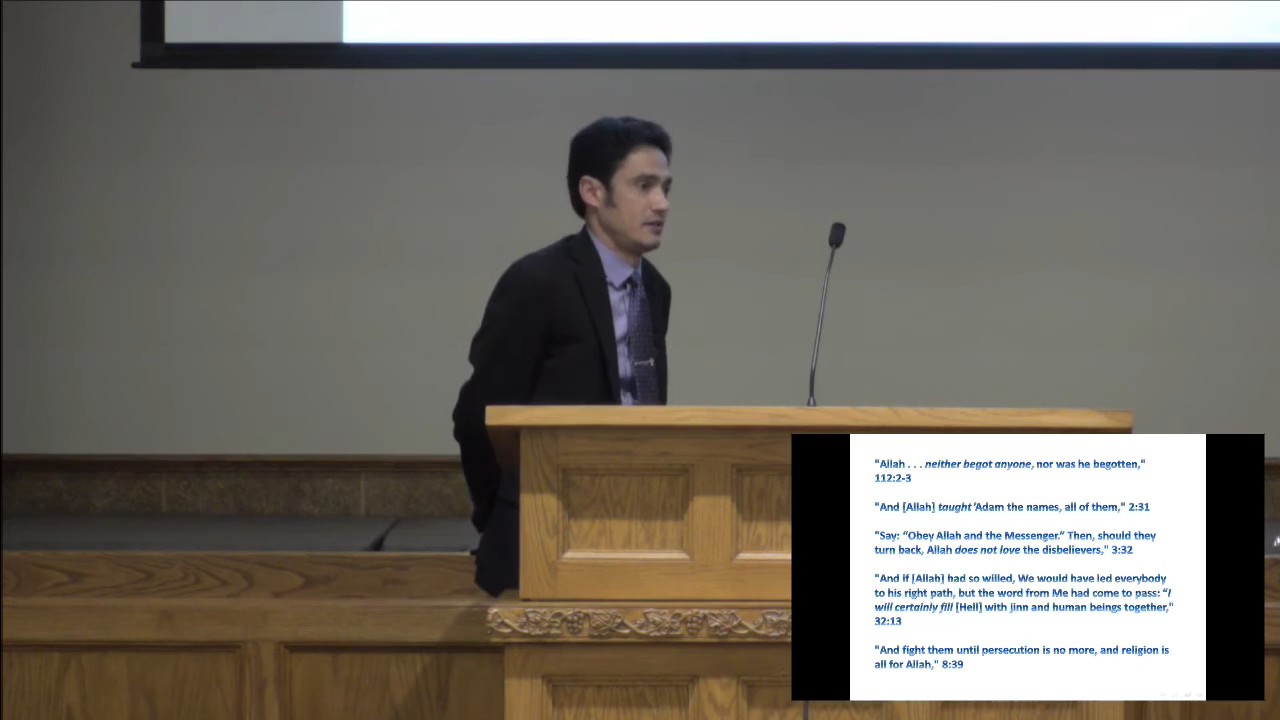 "Allah . . . neither begot anyone, nor was he begotten,"
112:2-3
"And [Allah] taught 'Adam the names, all of them," 2:31
"Say: “Obey Allah and the Messenger.” Then, should they
turn back, Allah does not love the disbelievers," 3:32
"And if [Allah] had so willed, We would have led everybody
to his right path, but the word from Me had come to pass: “I
will certainly fill [Hell] with jinn and human beings together,"
32:13
"And fight them until persecution is no more, and religion is
all for Allah," 8:39